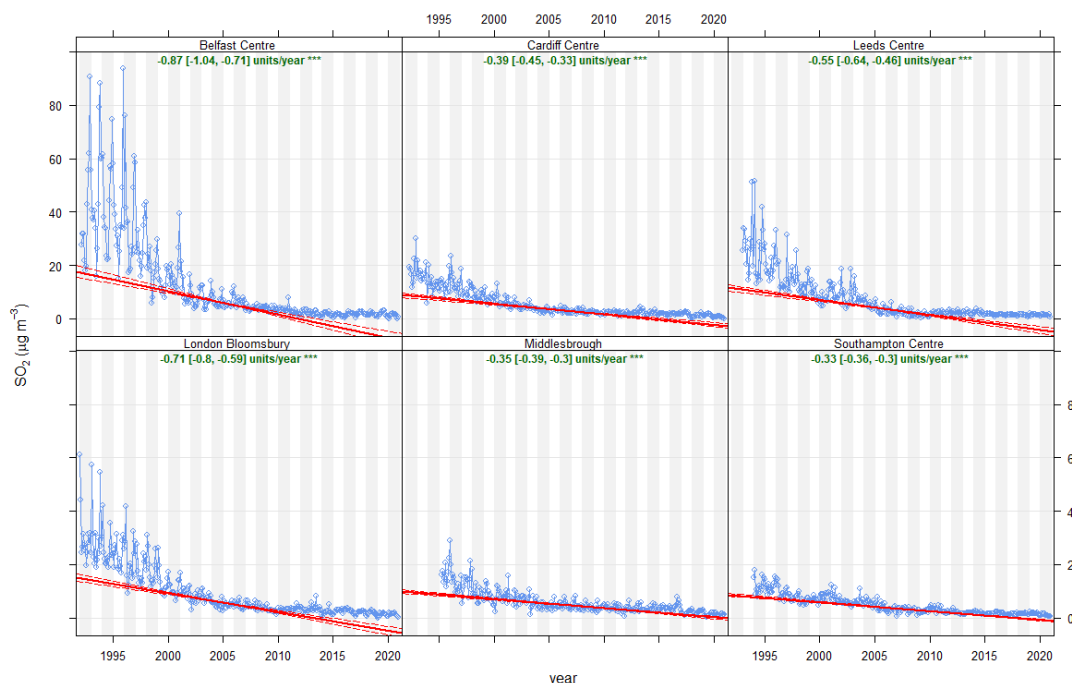 1995 2000 2005 2010 2015 2020
Belfast Centre Cardiff Centre Leeds Centre
-0.87 [-1.04, -0.71] units/year *** -0.39 [-0.45, -0.33] units/year *** -0.55 [-0.64, -0.46] units/year ***
80
60
40
20
0
SO₂ (µg m⁻³)
London Bloomsbury Middlesbrough Southampton Centre
-0.71 [-0.8, -0.59] units/year *** -0.35 [-0.39, -0.3] units/year *** -0.33 [-0.36, -0.3] units/year ***
8
6
4
2
0
1995 2000 2005 2010 2015 2020 1995 2000 2005 2010 2015 2020
year